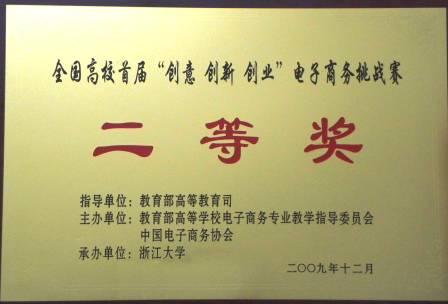 全国高校首届“创意 创新 创业”电子商务挑战赛
二等奖
指导单位：教育部高等教育司
主办单位：教育部高等学校电子商务专业教学指导委员会
中国电子商务协会
承办单位：浙江大学
二〇〇九年十二月